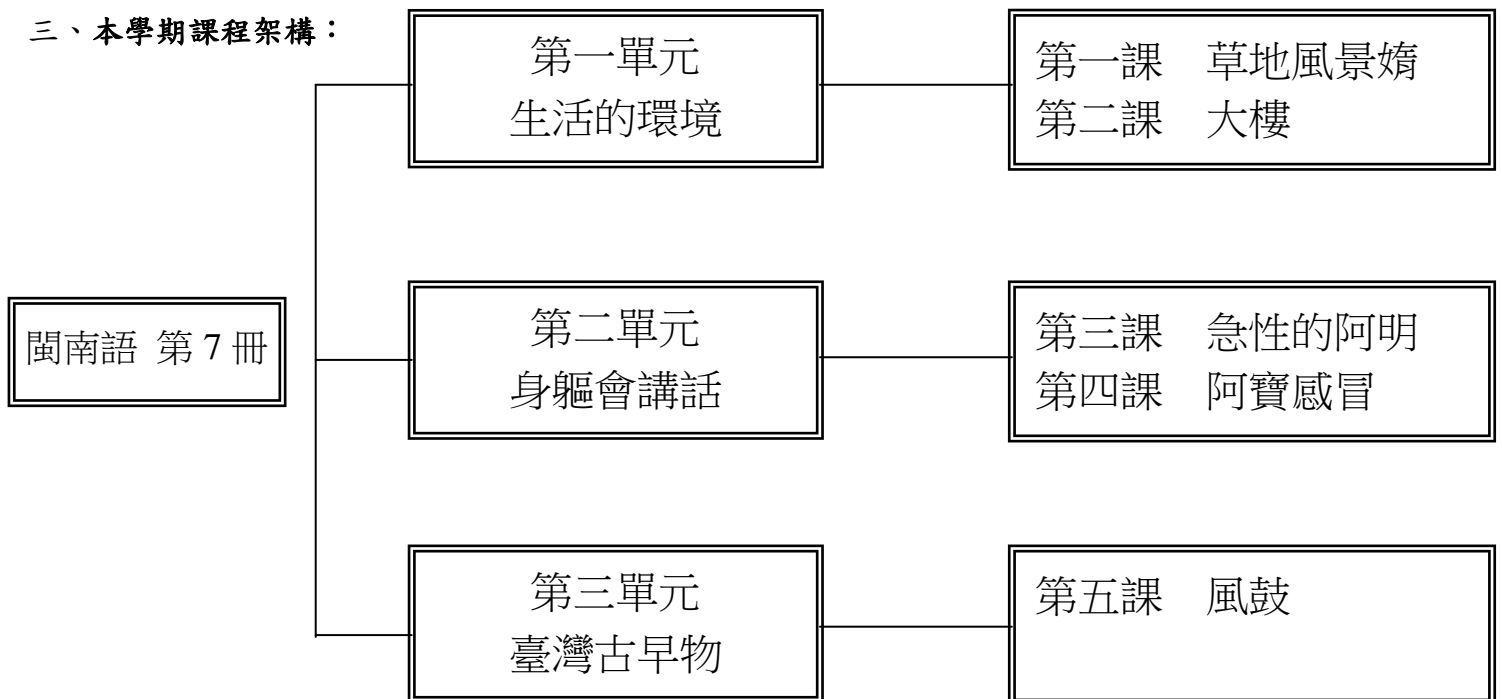 三、本學期課程架構：
閩南語 第 7 冊
第一單元
生活的環境
第一課　草地風景媠
第二課　大樓
第二單元
身軀會講話
第三課　急性的阿明
第四課　阿寶感冒
第三單元
臺灣古早物
第五課　風鼓